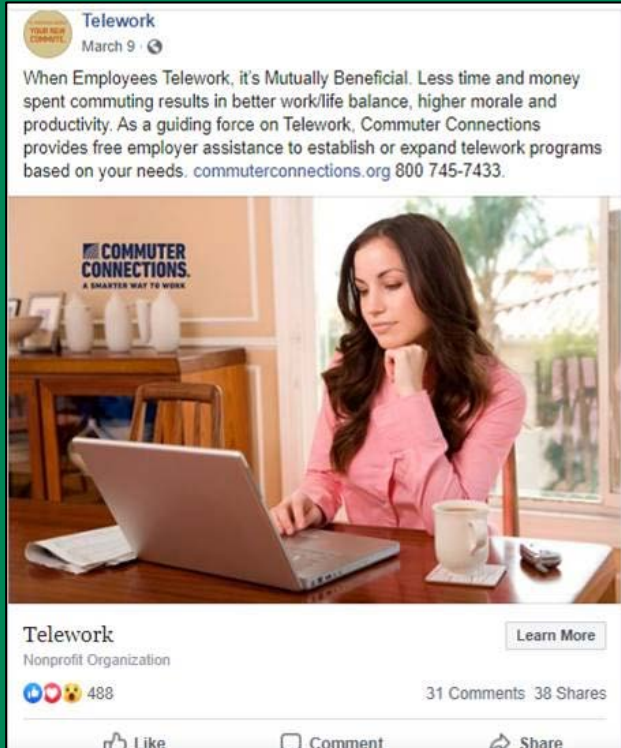 YOUR NEW
COMMUTE.
Telework
March 9 ·
When Employees Telework, it's Mutually Beneficial. Less time and money
spent commuting results in better work/life balance, higher morale and
productivity. As a guiding force on Telework, Commuter Connections
provides free employer assistance to establish or expand telework programs
based on your needs. commuterconnections.org 800 745-7433.
COMMUTER
CONNECTIONS.
A SMARTER WAY TO WORK
Telework
Learn More
Nonprofit Organization
488
31 Comments 38 Shares
Like Comment Share